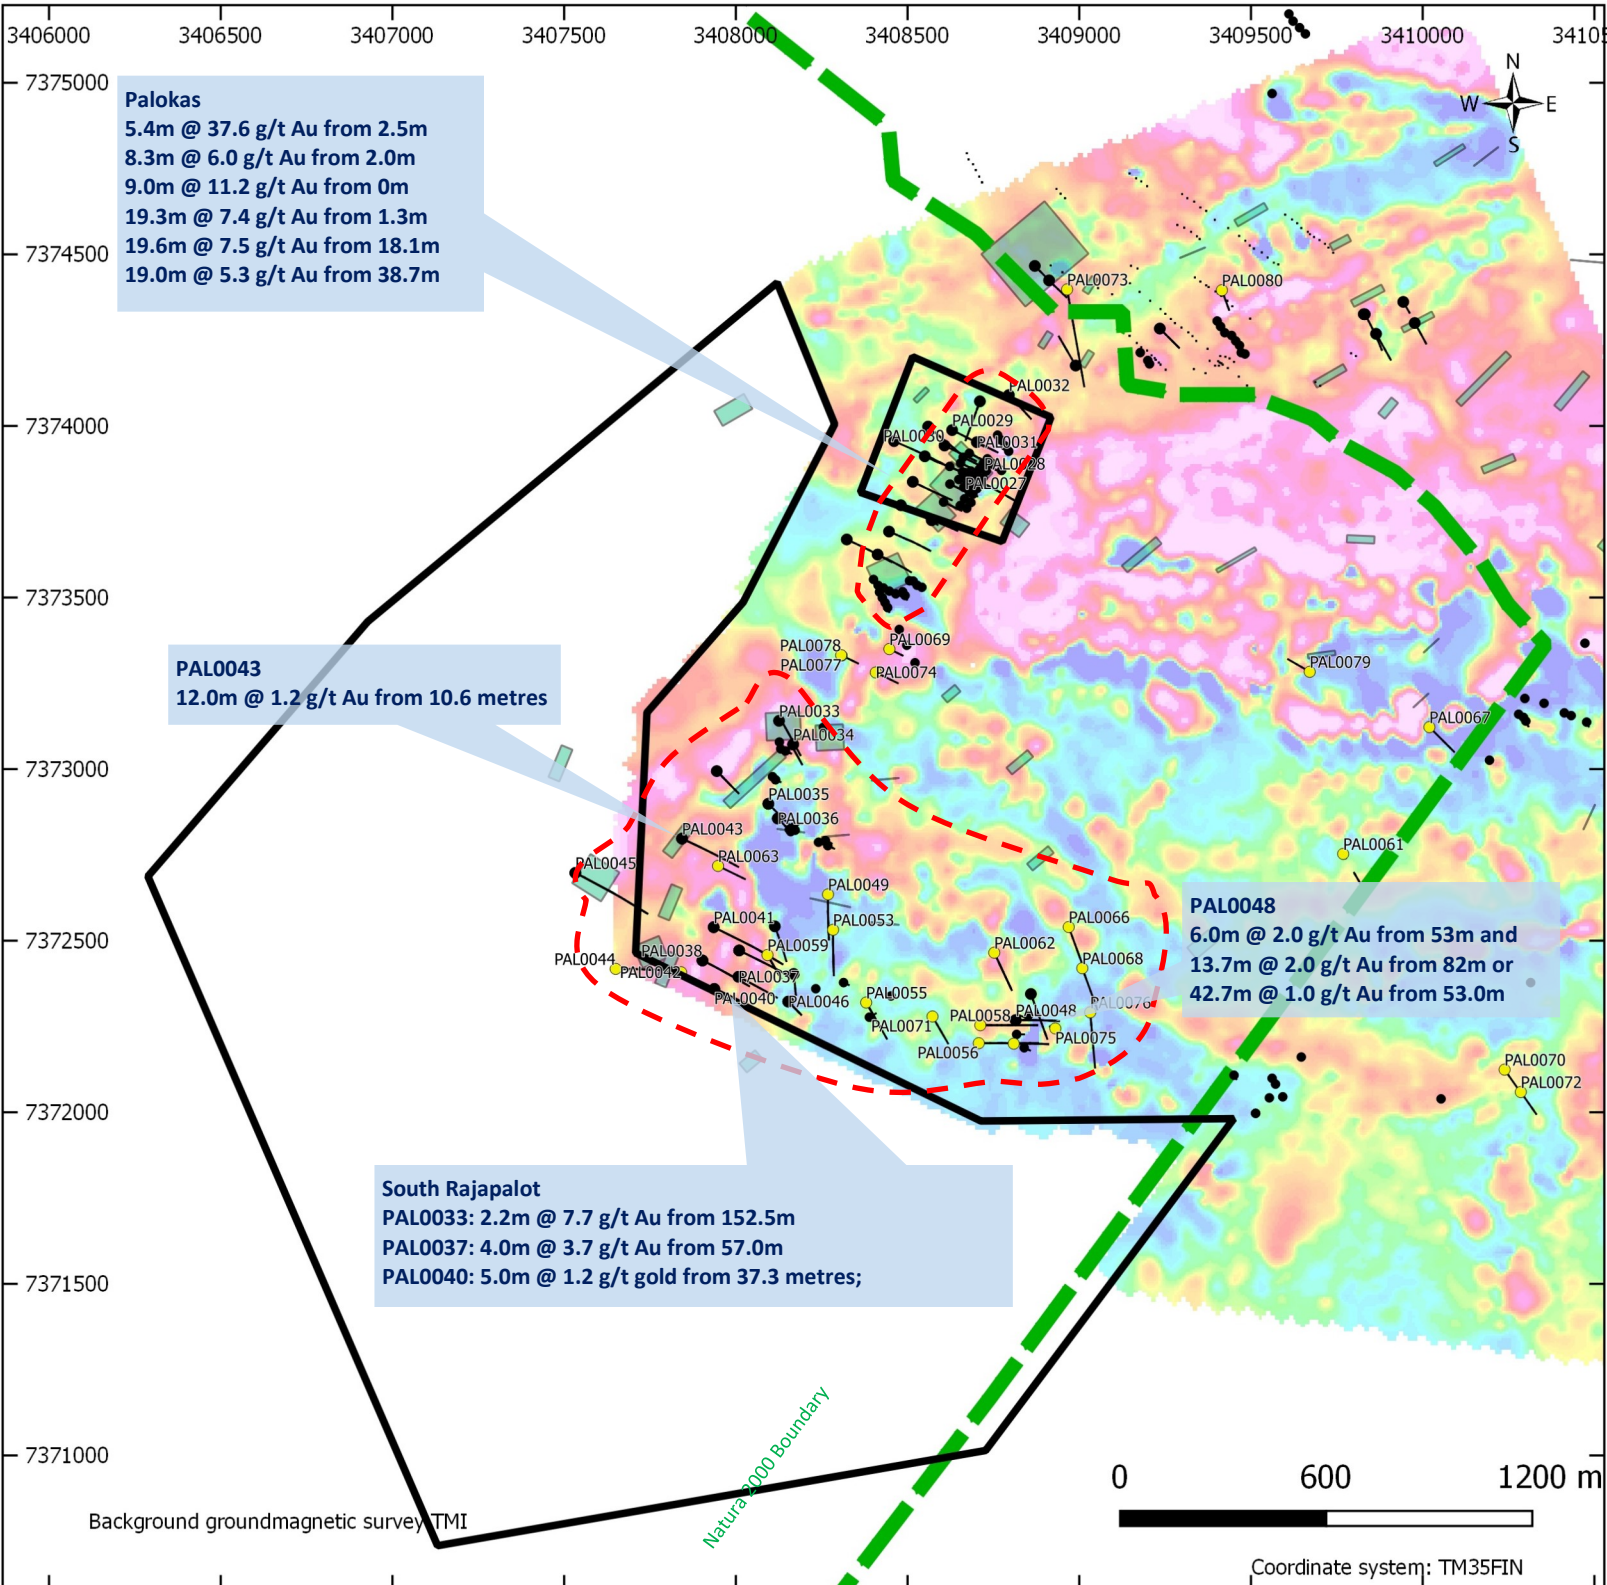 3406000 3406500 3407000 3407500 3408000 3408500 3409000 3409500 3410000 34105
7375000
7374500
7374000
7373500
7373000
7372500
7372000
7371500
7371000
N
W E
S
Palokas
5.4m @ 37.6 g/t Au from 2.5m
8.3m @ 6.0 g/t Au from 2.0m
9.0m @ 11.2 g/t Au from 0m
19.3m @ 7.4 g/t Au from 1.3m
19.6m @ 7.5 g/t Au from 18.1m
19.0m @ 5.3 g/t Au from 38.7m
PAL0073
PAL0080
PAL0032
PAL0029
PAL0030
PAL0031
PAL0028
PAL0027
PAL0069
PAL0078
PAL0077
PAL0074
PAL0079
PAL0067
PAL0043
12.0m @ 1.2 g/t Au from 10.6 metres
PAL0033
PAL0034
PAL0035
PAL0036
PAL0043
PAL0063
PAL0045
PAL0061
PAL0049
PAL0053
PAL0041
PAL0059
PAL0066
PAL0062
PAL0068
PAL0044
PAL0042
PAL0038
PAL0037
PAL0040
PAL0046
PAL0055
PAL0071
PAL0058
PAL0048
PAL0076
PAL0056
PAL0075
PAL0048
6.0m @ 2.0 g/t Au from 53m and
13.7m @ 2.0 g/t Au from 82m or
42.7m @ 1.0 g/t Au from 53.0m
PAL0070
PAL0072
South Rajapalot
PAL0033: 2.2m @ 7.7 g/t Au from 152.5m
PAL0037: 4.0m @ 3.7 g/t Au from 57.0m
PAL0040: 5.0m @ 1.2 g/t gold from 37.3 metres;
Natura 2000 Boundary
0 600 1200 m
Background groundmagnetic survey TMI
Coordinate system: TM35FIN